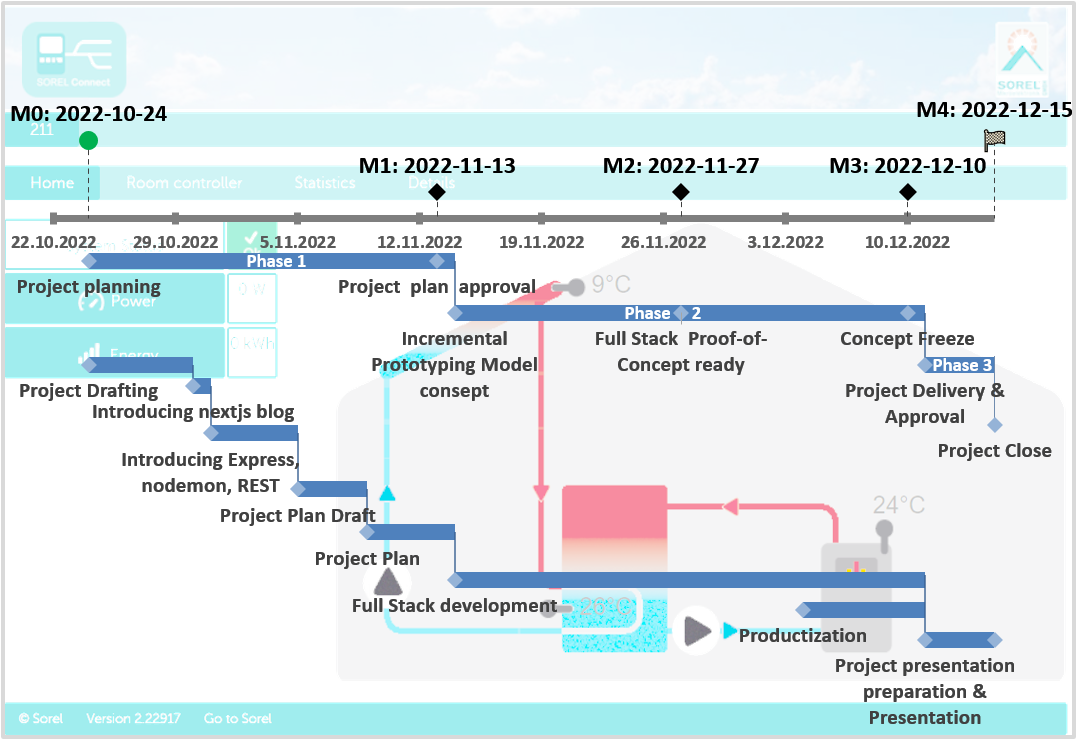 SOREL Connect
SOREL
M0: 2022-10-24
M4: 2022-12-15
211
M1: 2022-11-13
M2: 2022-11-27
M3: 2022-12-10
Home
Room controller
Statistics
Details
22.10.2022
29.10.2022
5.11.2022
12.11.2022
19.11.2022
26.11.2022
3.12.2022
10.12.2022
OK
Phase 1
Project planning
Project plan approval
9°C
0 W
Power
Phase 2
Incremental
Prototyping Model
consept
Full Stack Proof-of-
Concept ready
Concept Freeze
0 kWh
Energy
Phase 3
Project Drafting
Project Delivery &
Approval
Introducing nextjs blog
Project Close
Introducing Express,
nodemon, REST
24°C
Project Plan Draft
Project Plan
Full Stack development
Productization
Project presentation
preparation &
Presentation
© Sorel
Version 2.22917
Go to Sorel